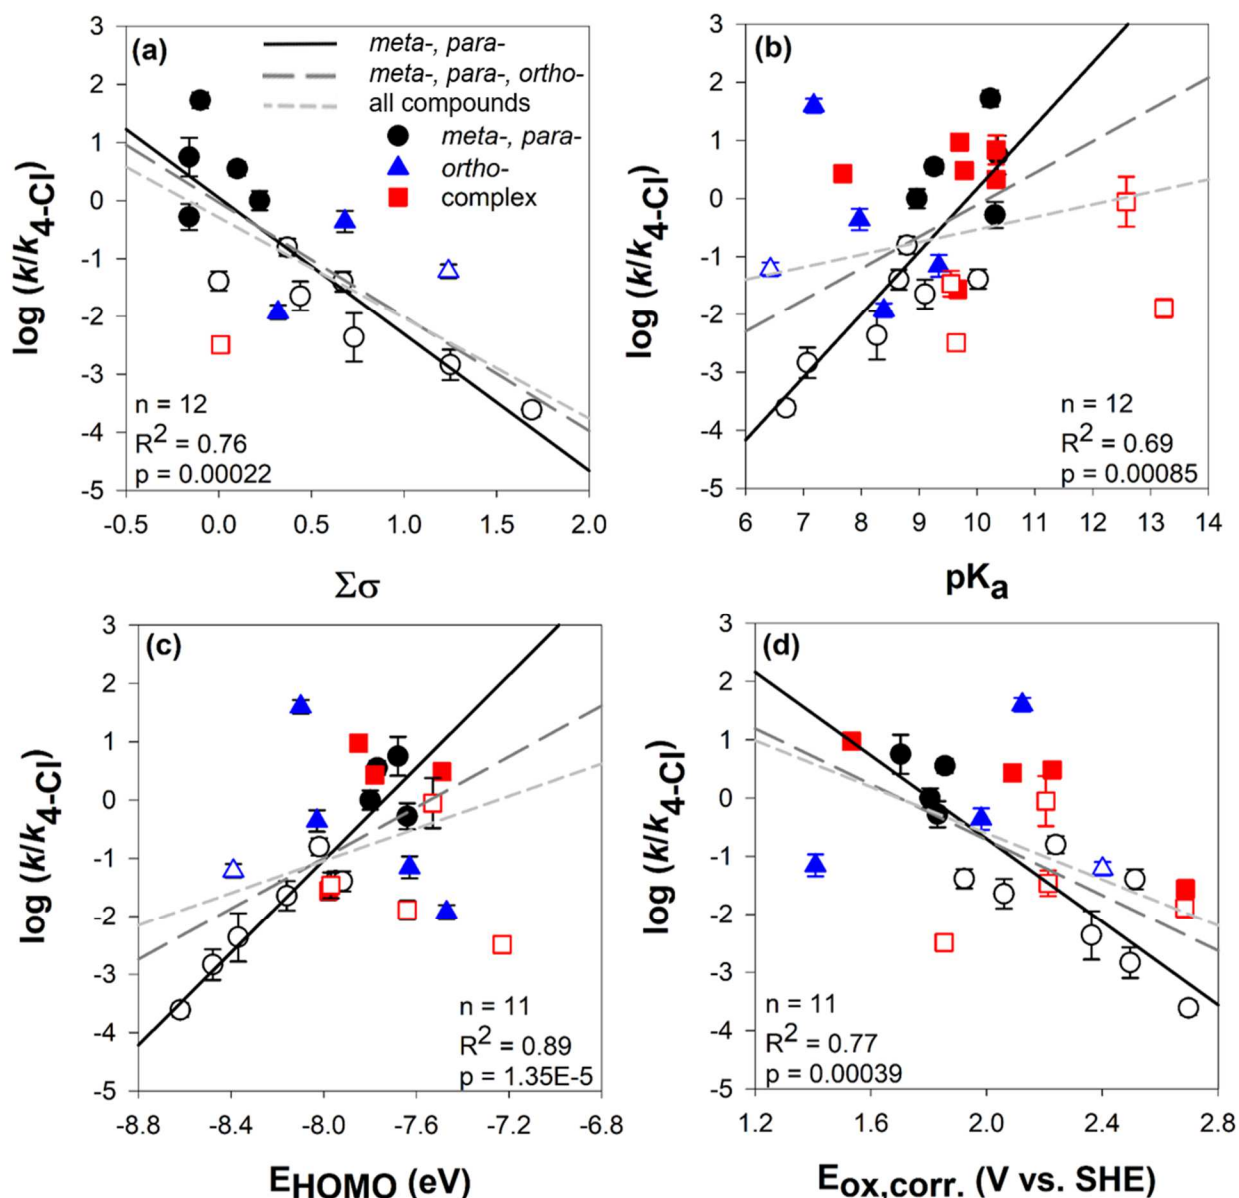 (a)
meta-, para-
meta-, para-, ortho-
all compounds
meta-, para-
ortho-
complex
3
2
1
0
-1
-2
-3
-4
-5
log (k/k4-Cl)
n = 12
R2 = 0.76
p = 0.00022
-0.5 0.0 0.5 1.0 1.5 2.0
Σσ
(b)
3
2
1
0
-1
-2
-3
-4
-5
log (k/k4-Cl)
n = 12
R2 = 0.69
p = 0.00085
6 7 8 9 10 11 12 13 14
pKa
(c)
3
2
1
0
-1
-2
-3
-4
-5
log (k/k4-Cl)
n = 11
R2 = 0.89
p = 1.35E-5
-8.8 -8.4 -8.0 -7.6 -7.2 -6.8
EHOMO (eV)
(d)
3
2
1
0
-1
-2
-3
-4
-5
log (k/k4-Cl)
n = 11
R2 = 0.77
p = 0.00039
1.2 1.6 2.0 2.4 2.8
Eox,corr. (V vs. SHE)